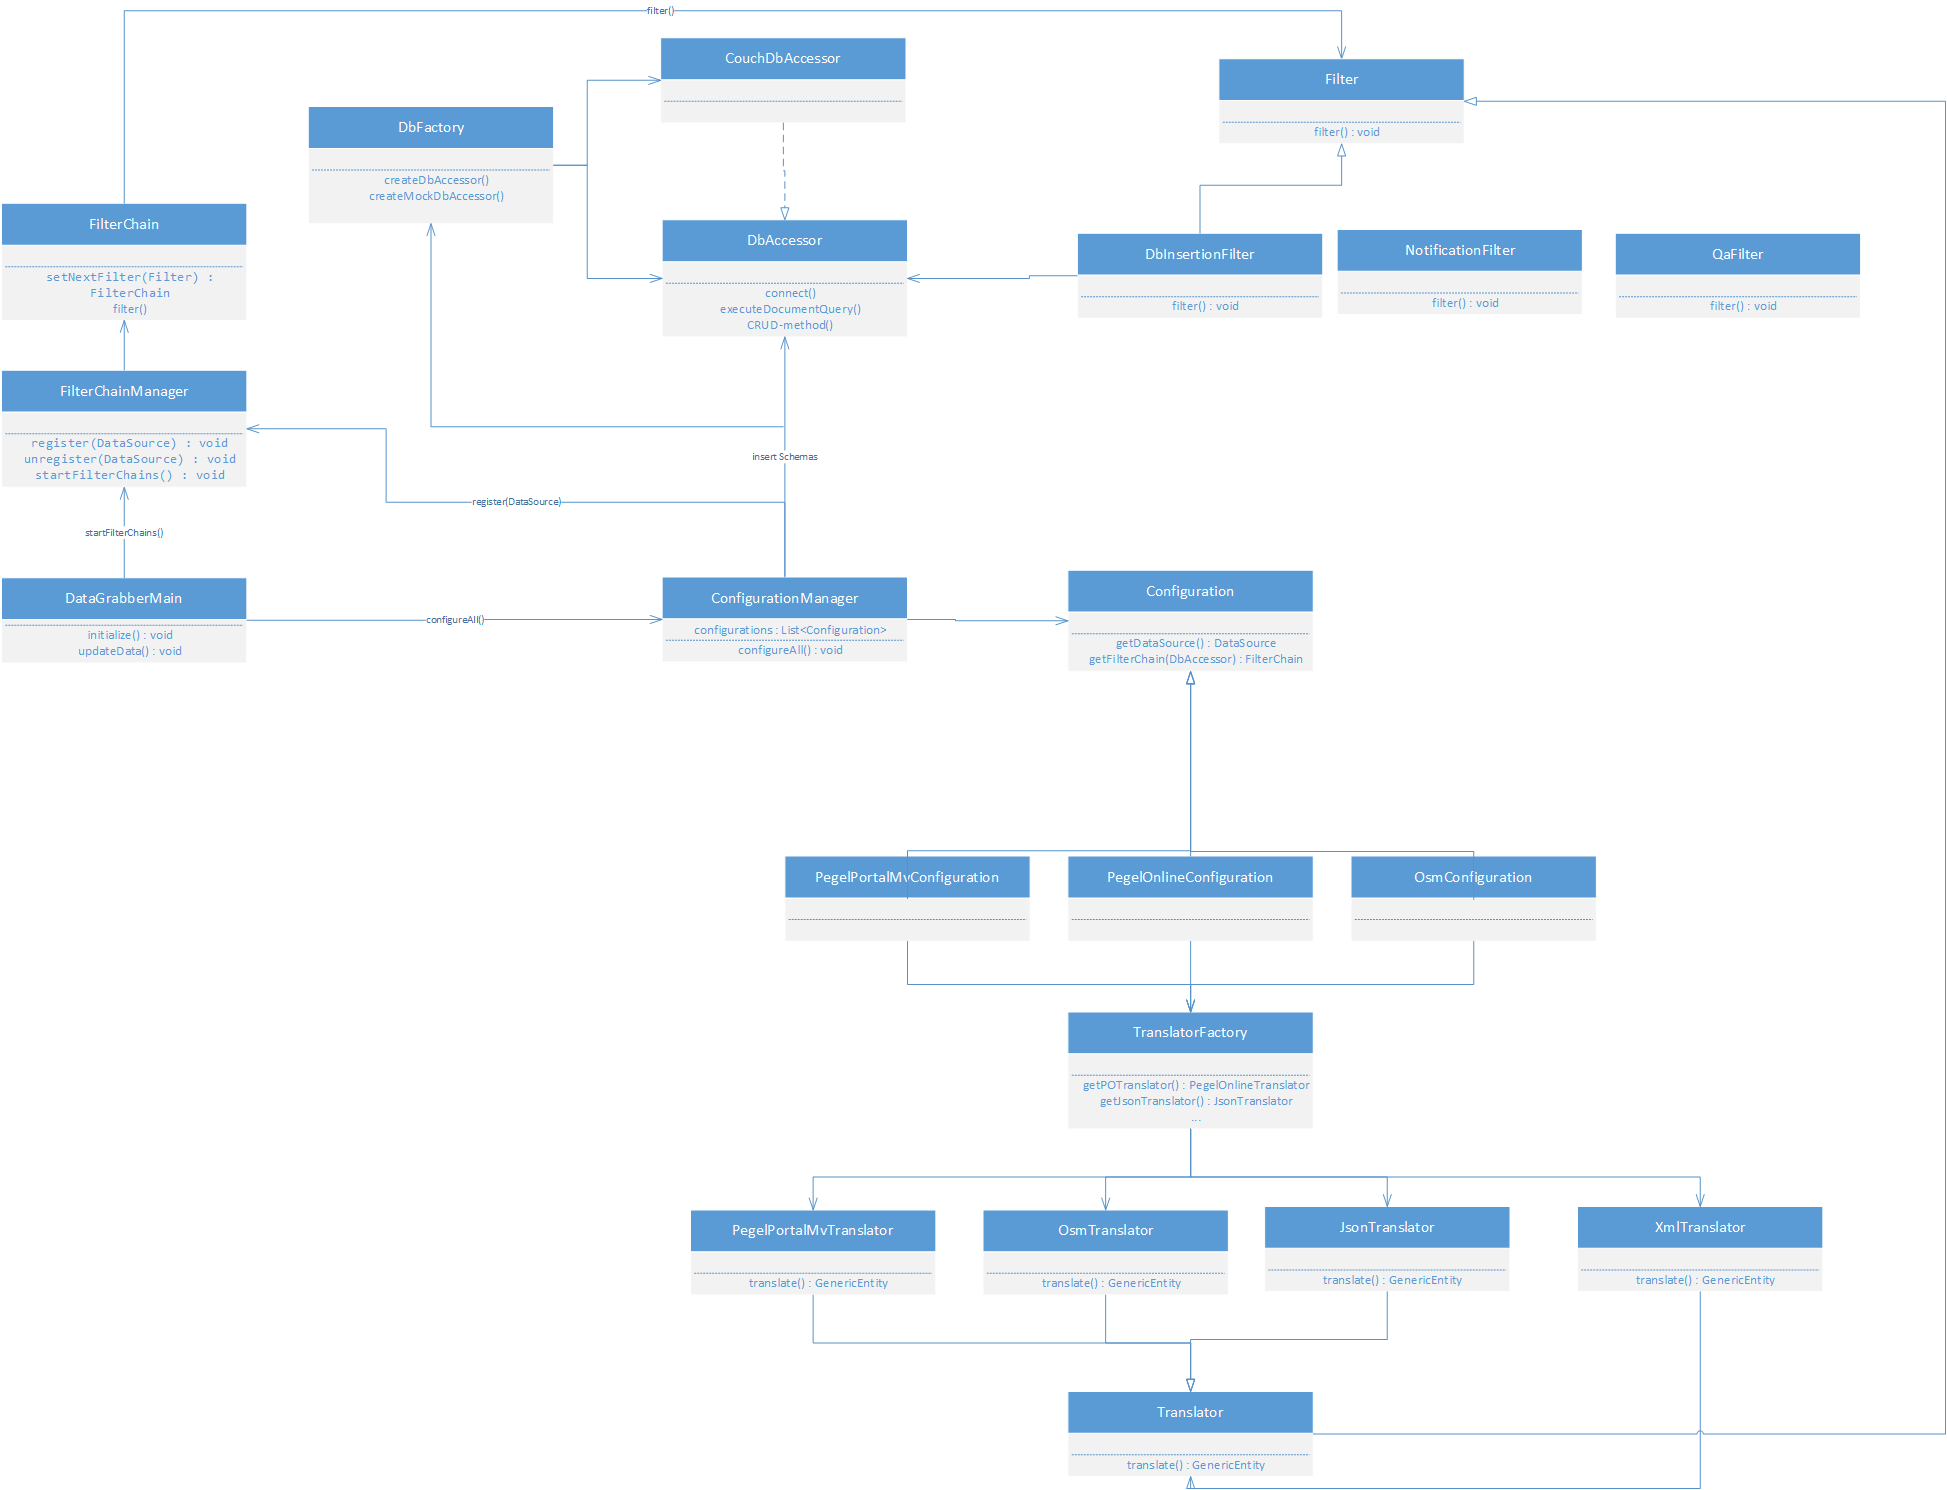 filter()
CouchDbAccessor
Filter
filter() : void
DbFactory
createDbAccessor()
createMockDbAccessor()
FilterChain
setNextFilter(Filter) :
FilterChain
filter()
DbAccessor
connect()
executeDocumentQuery()
CRUD-method()
DbInsertionFilter
filter() : void
NotificationFilter
filter() : void
QaFilter
filter() : void
FilterChainManager
register(DataSource) : void
unregister(DataSource) : void
startFilterChains() : void
insert Schemas
register(DataSource)
startFilterChains()
DataGrabberMain
initialize() : void
updateData() : void
configureAll()
ConfigurationManager
configurations : List<Configuration>
configureAll() : void
Configuration
getDataSource() : DataSource
getFilterChain(DbAccessor) : FilterChain
PegelPortalMvConfiguration
PegelOnlineConfiguration
OsmConfiguration
TranslatorFactory
getPOTranslator() : PegelOnlineTranslator
getJsonTranslator() : JsonTranslator
...
PegelPortalMvTranslator
translate() : GenericEntity
OsmTranslator
translate() : GenericEntity
JsonTranslator
translate() : GenericEntity
XmlTranslator
translate() : GenericEntity
Translator
translate() : GenericEntity